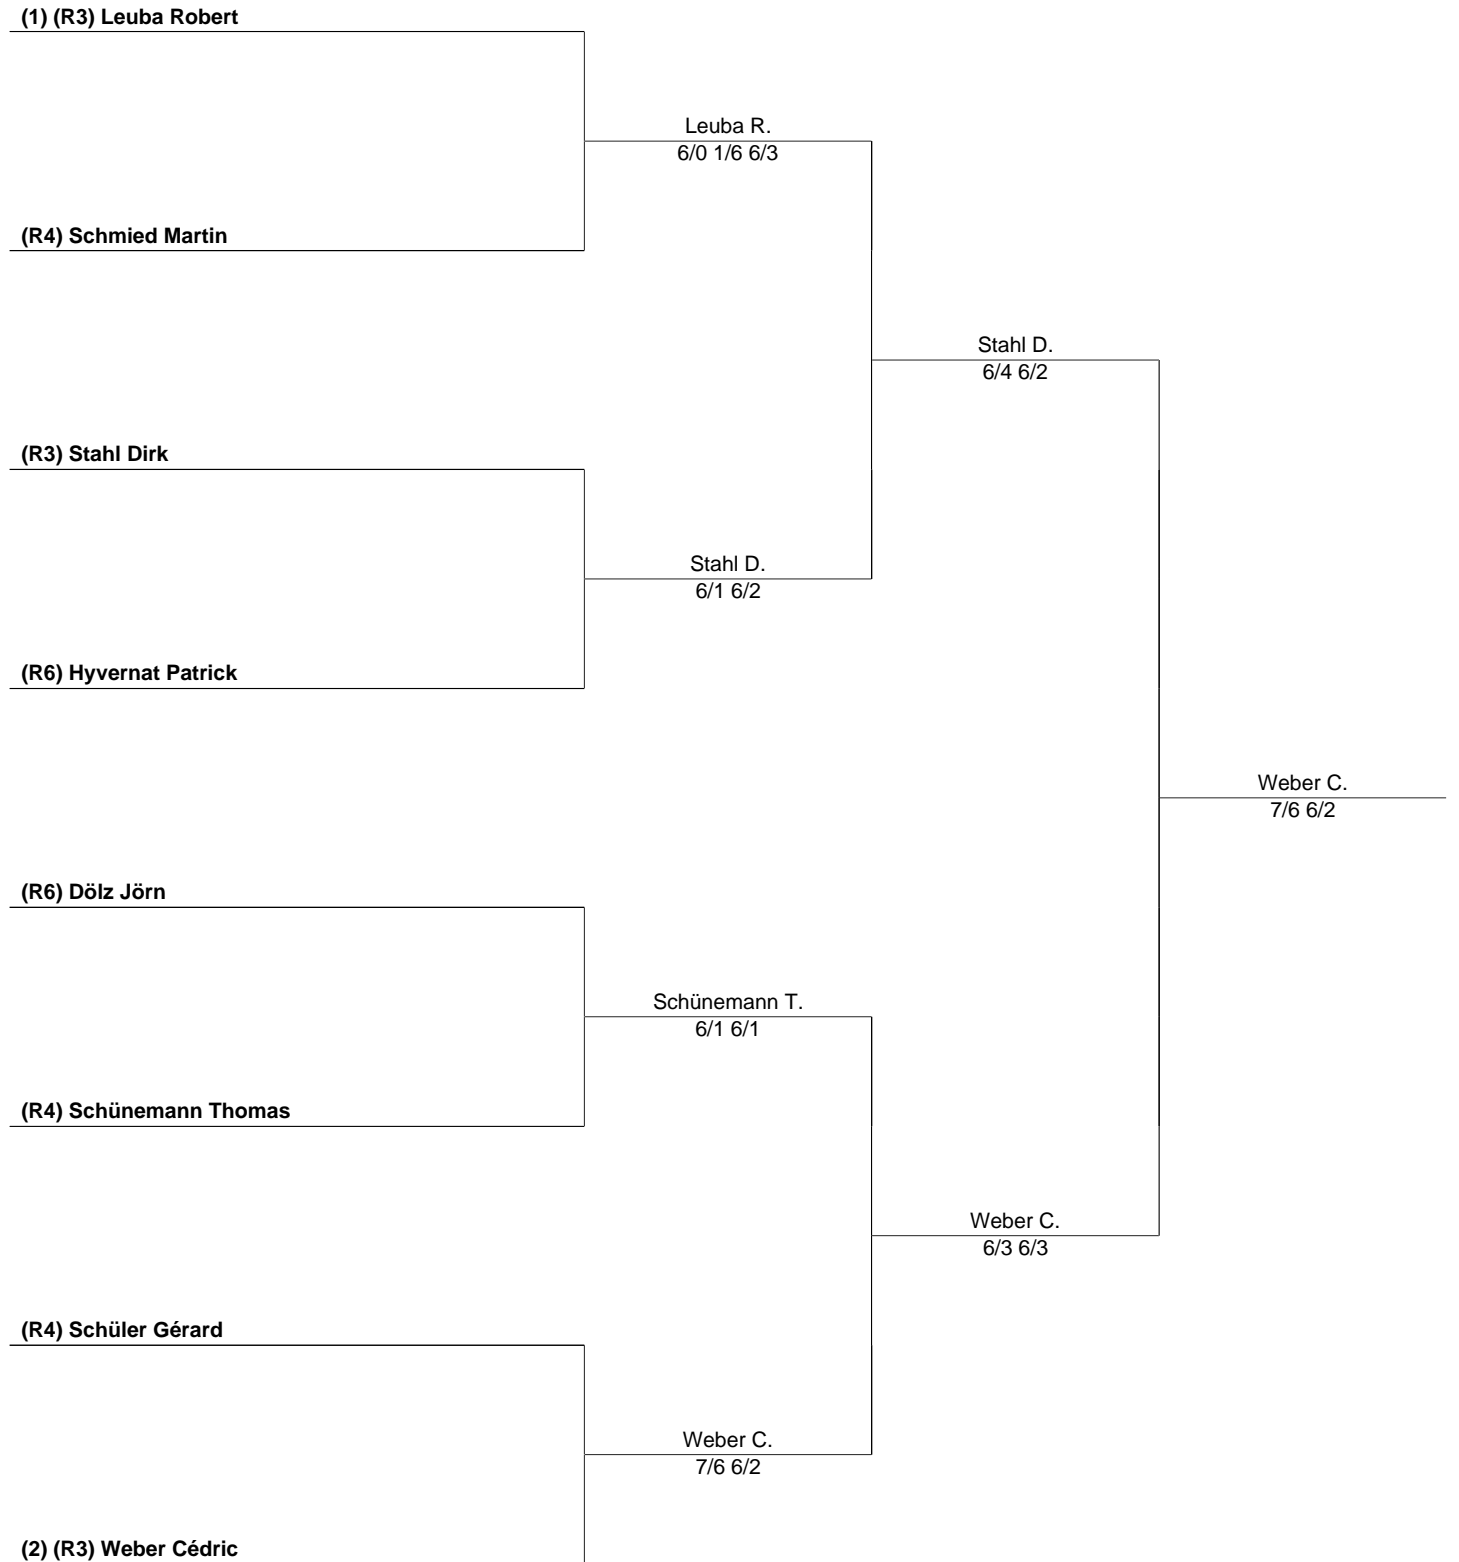 (1) (R3) Leuba Robert
Leuba R.
6/0 1/6 6/3
(R4) Schmied Martin
Stahl D.
6/4 6/2
(R3) Stahl Dirk
Stahl D.
6/1 6/2
(R6) Hyvernat Patrick
Weber C.
7/6 6/2
(R6) Dölz Jörn
Schünemann T.
6/1 6/1
(R4) Schünemann Thomas
Weber C.
6/3 6/3
(R4) Schüler Gérard
Weber C.
7/6 6/2
(2) (R3) Weber Cédric